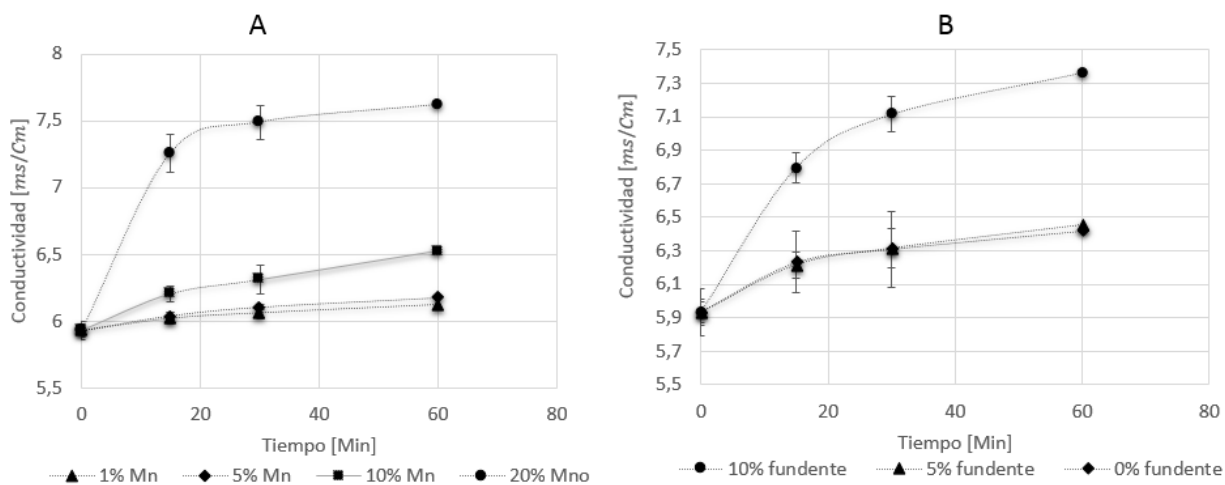 A
Conductividad [ms/Cm]
8
7,5
7
6,5
6
5,5
0
20
40
60
80
Tiempo [Min]
1% Mn
5% Mn
10% Mn
20% Mno
B
Conductividad [ms/Cm]
7,5
7,3
7,1
6,9
6,7
6,5
6,3
6,1
5,9
5,7
5,5
0
20
40
60
80
Tiempo [Min]
10% fundente
5% fundente
0% fundente